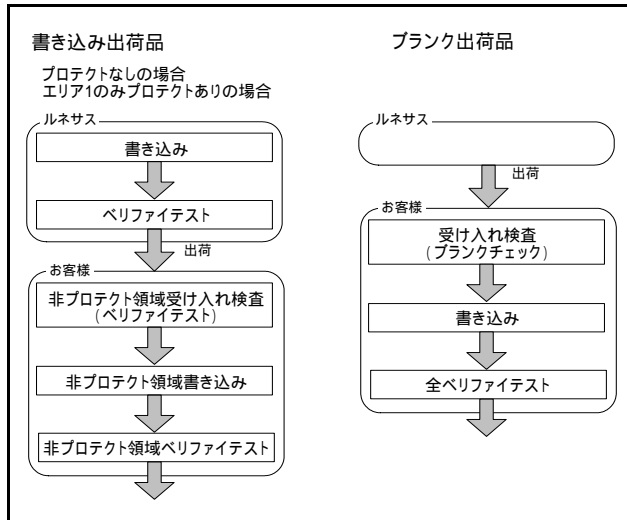 書き込み出荷品
プロテクトなしの場合
エリア1のみプロテクトありの場合
ルネサス
書き込み
ベリファイテスト
出荷
お客様
非プロテクト領域受け入れ検査
(ベリファイテスト)
非プロテクト領域書き込み
非プロテクト領域ベリファイテスト
ブランク出荷品
ルネサス
出荷
お客様
受け入れ検査
(ブランクチェック)
書き込み
全ベリファイテスト